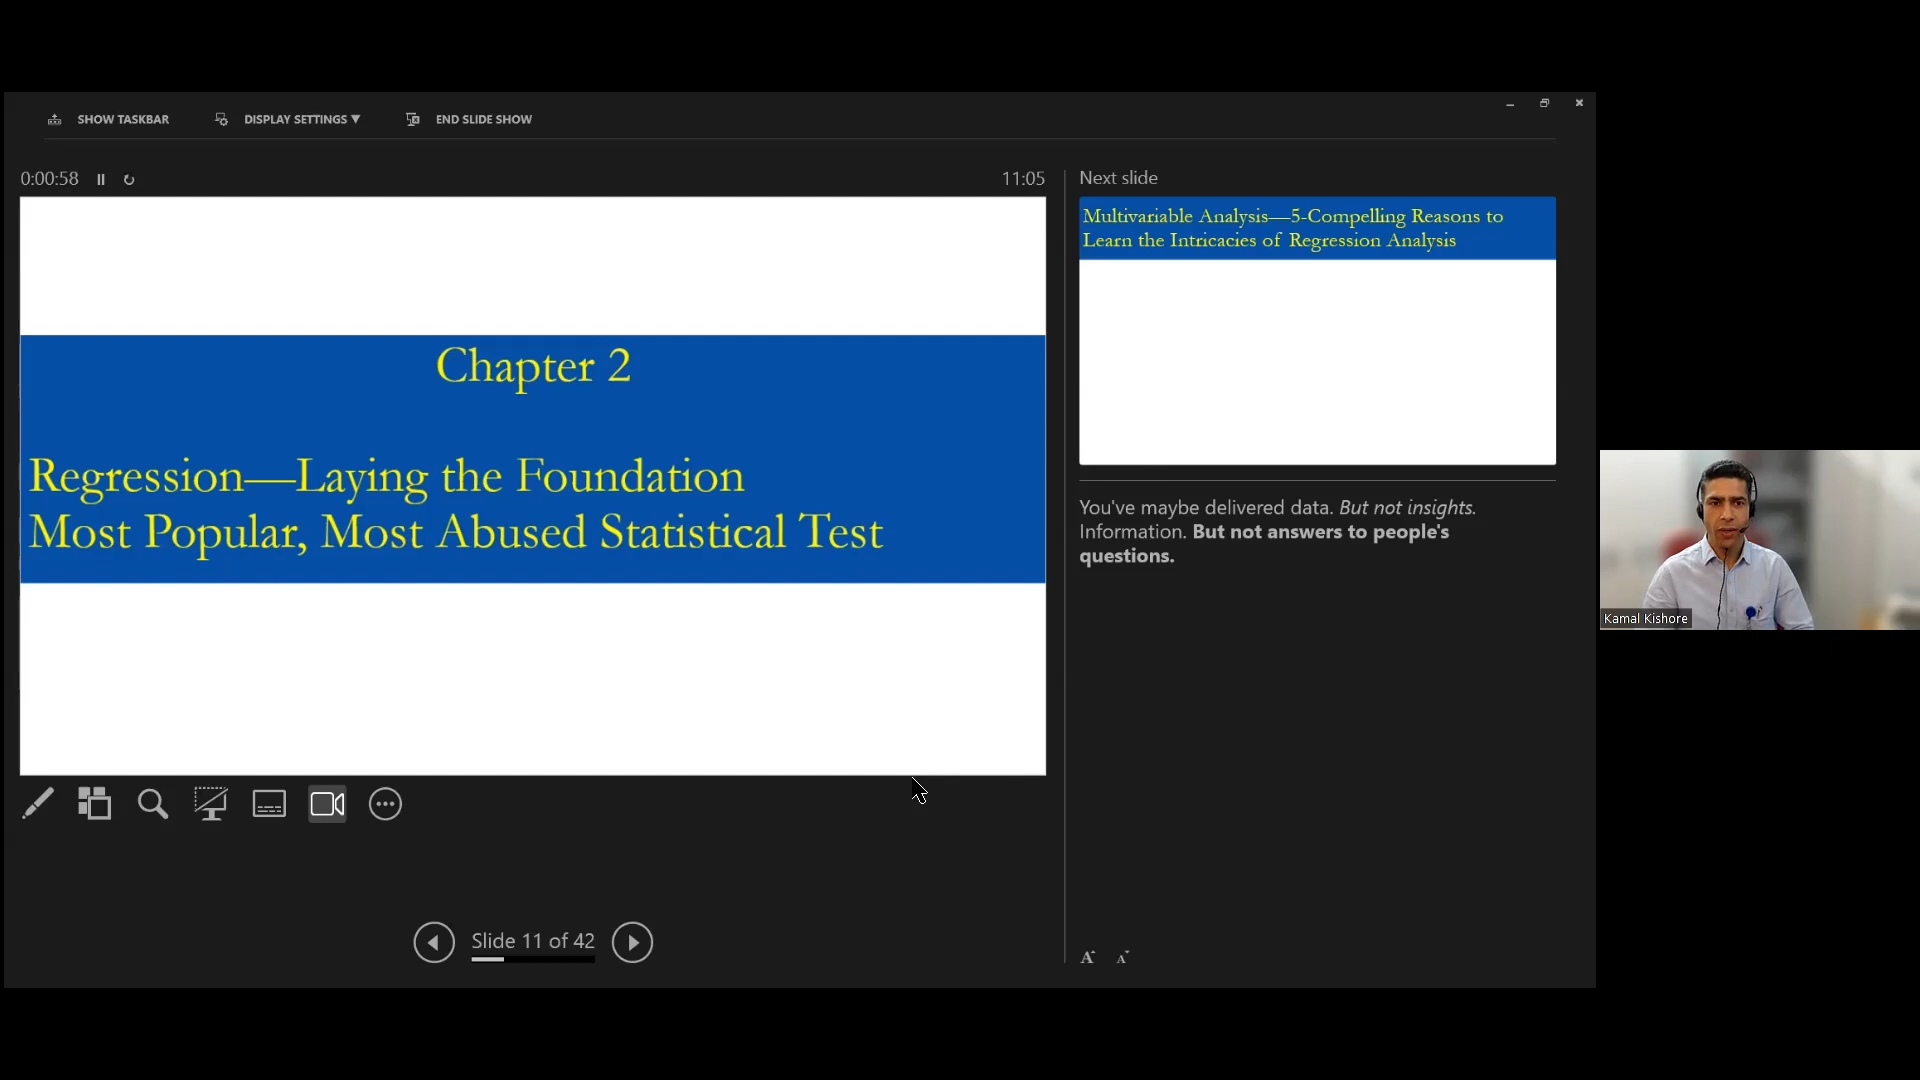 SHOW TASKBAR
DISPLAY SETTINGS ▼
END SLIDE SHOW
0:00:58
11:05
Chapter 2
Regression—Laying the Foundation
Most Popular, Most Abused Statistical Test
Slide 11 of 42
Next slide
Multivariable Analysis—5-Compelling Reasons to
Learn the Intricacies of Regression Analysis
You've maybe delivered data. But not insights.
Information. But not answers to people's
questions.
A A
Kamal Kishore